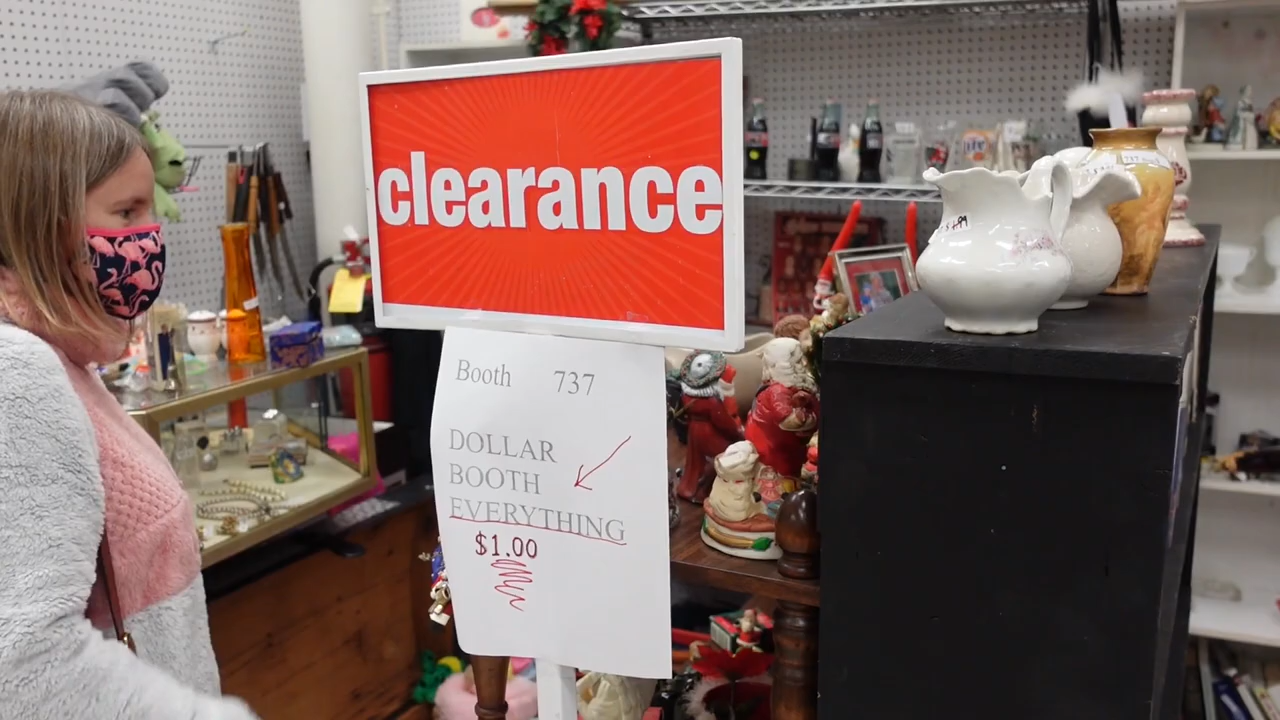 clearance
Booth 737
DOLLAR
BOOTH
EVERYTHING
$1.00